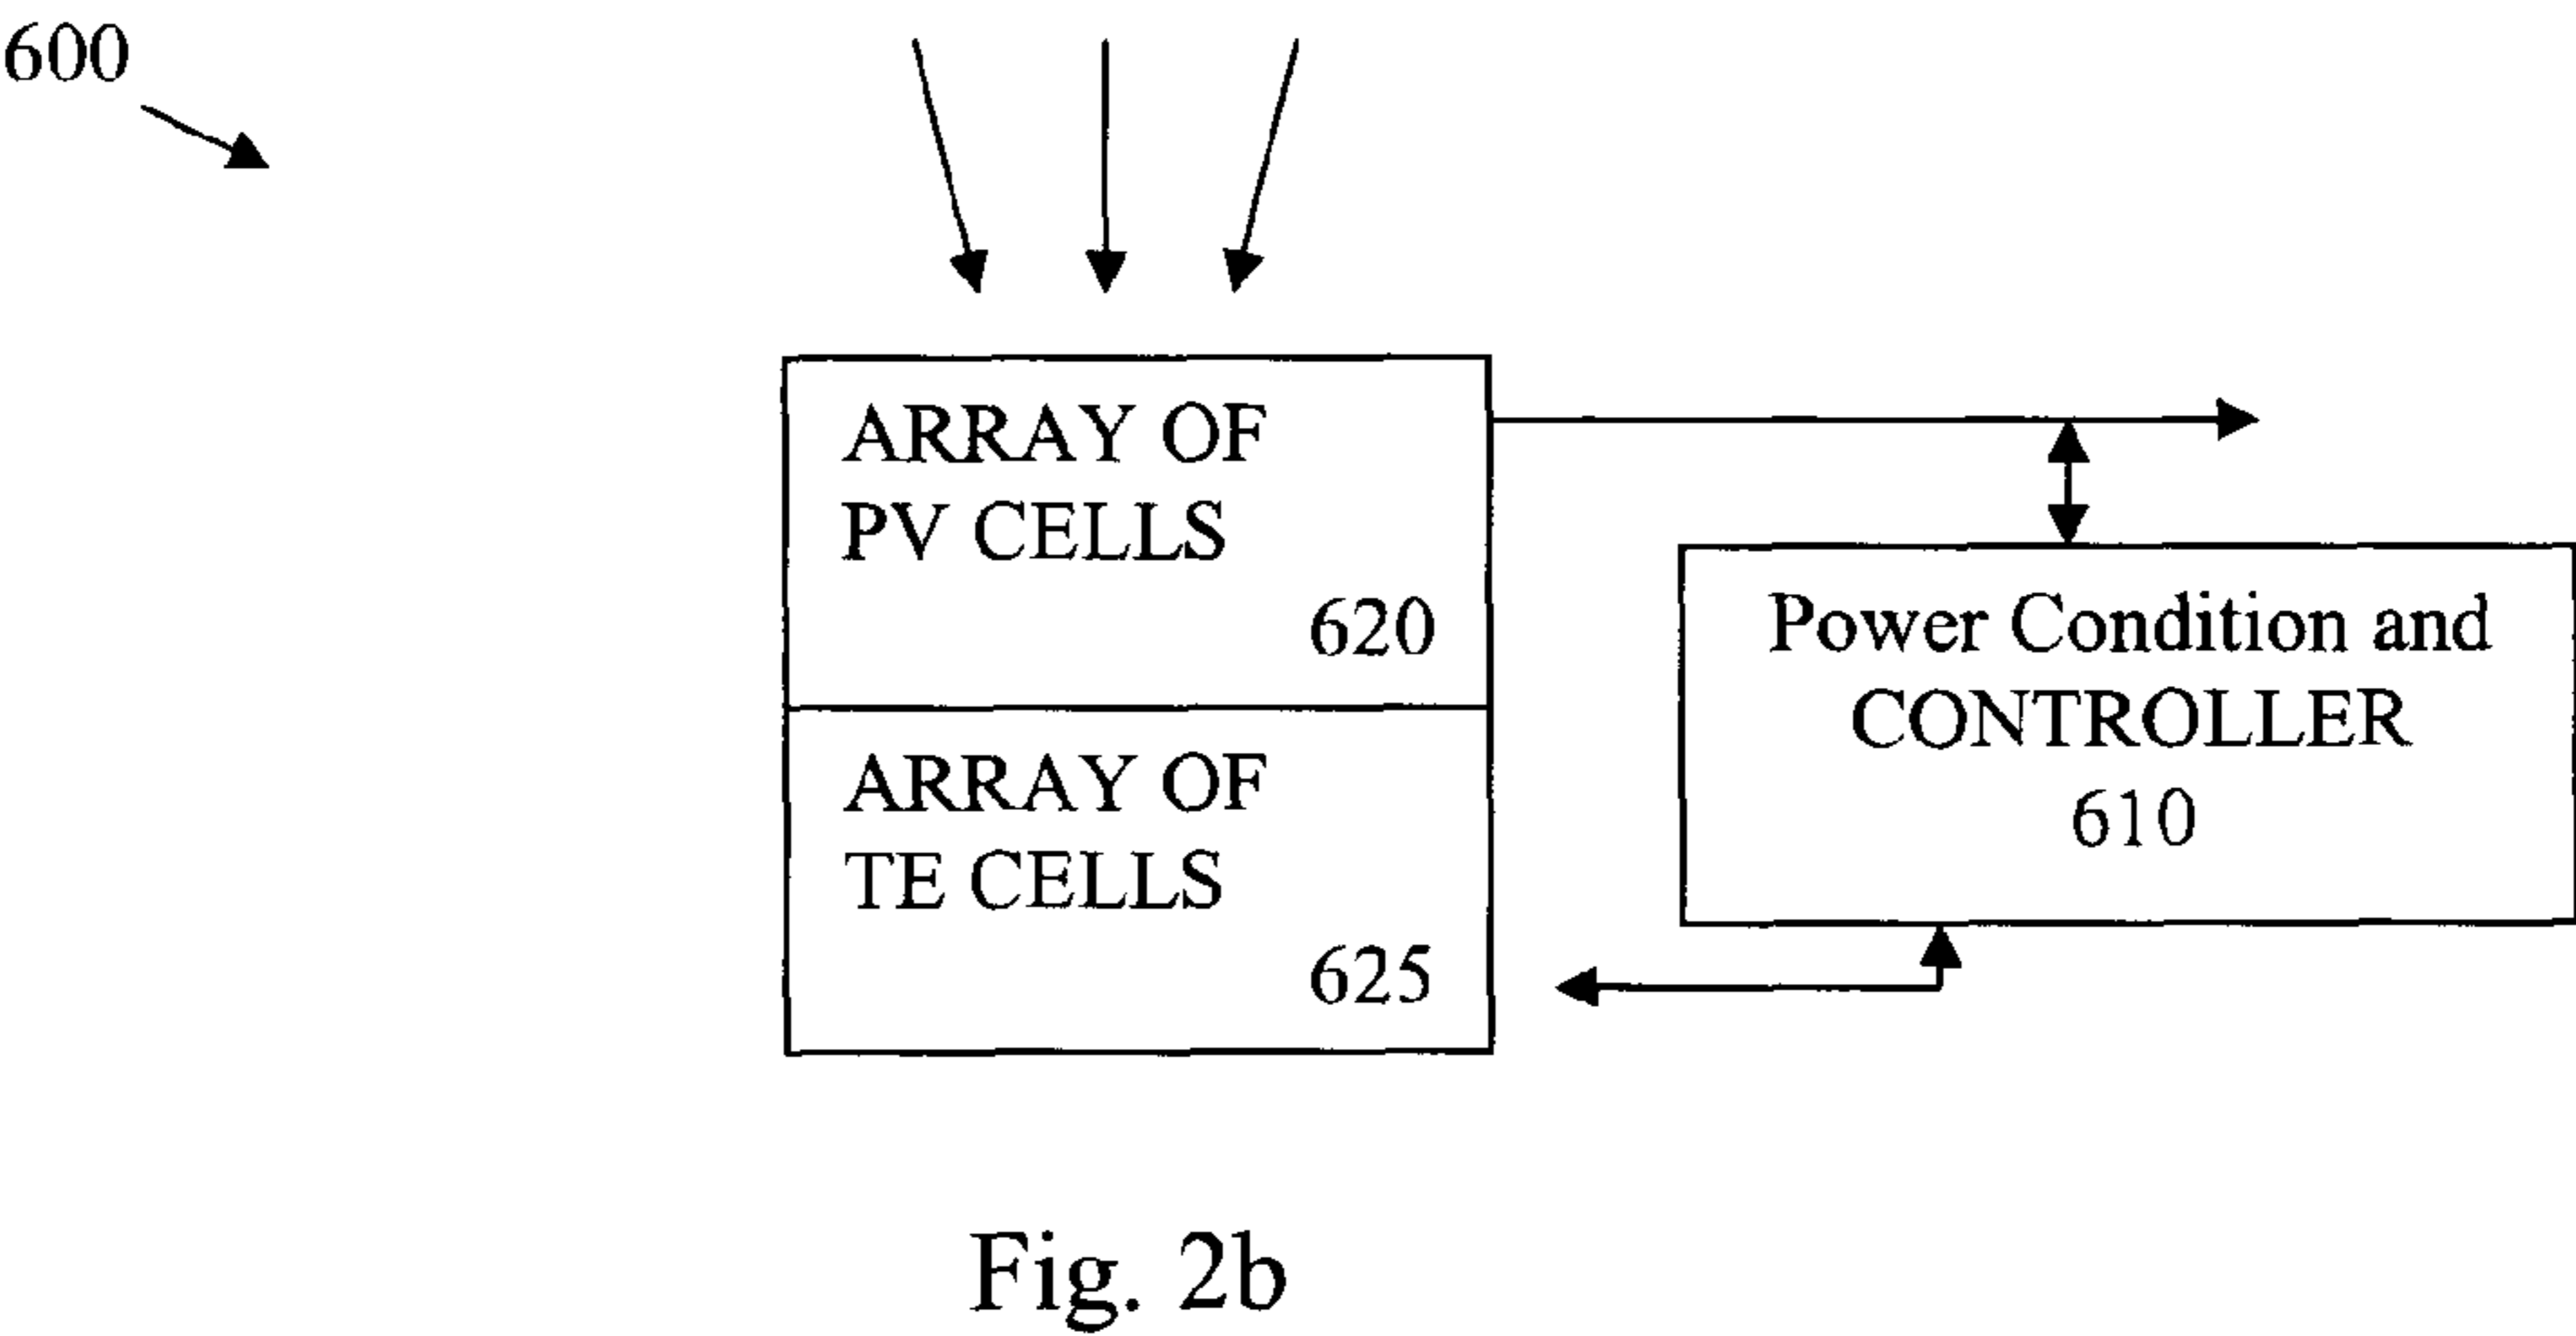 600
ARRAY OF
PV CELLS
620
ARRAY OF
TE CELLS
625
Power Condition and
CONTROLLER
610
Fig. 2b